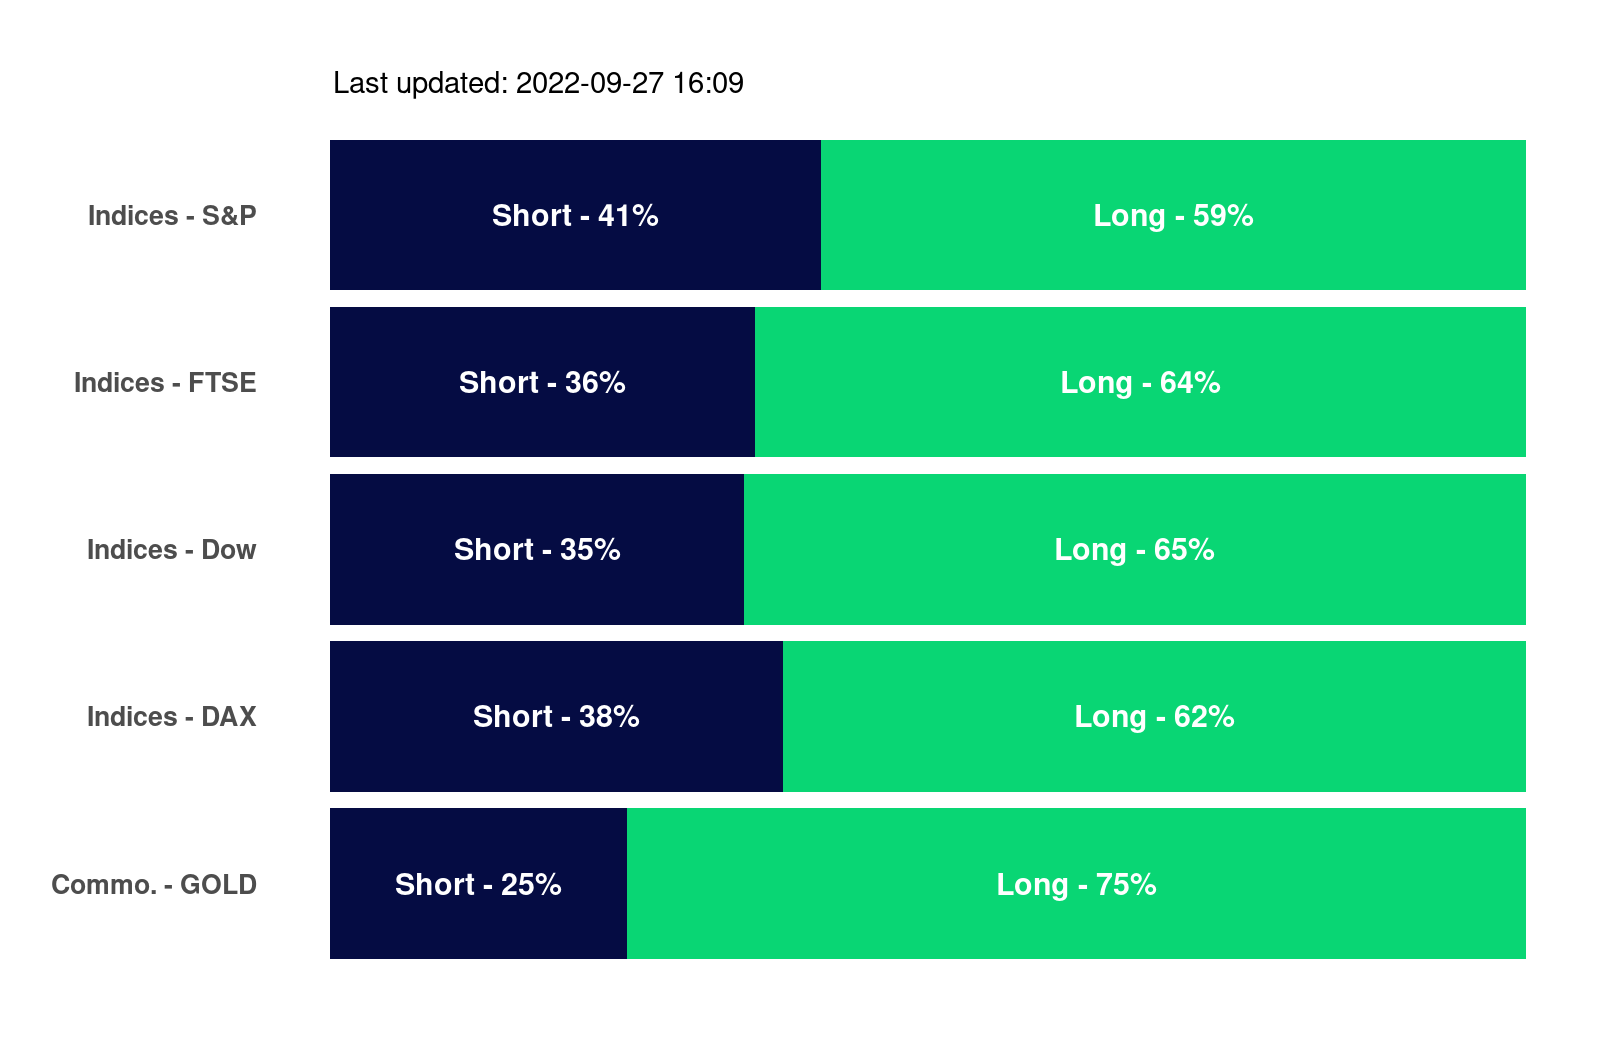 Last updated: 2022-09-27 16:09
Indices - S&P Short - 41% Long - 59%
Indices - FTSE Short - 36% Long - 64%
Indices - Dow Short - 35% Long - 65%
Indices - DAX Short - 38% Long - 62%
Commo. - GOLD Short - 25% Long - 75%